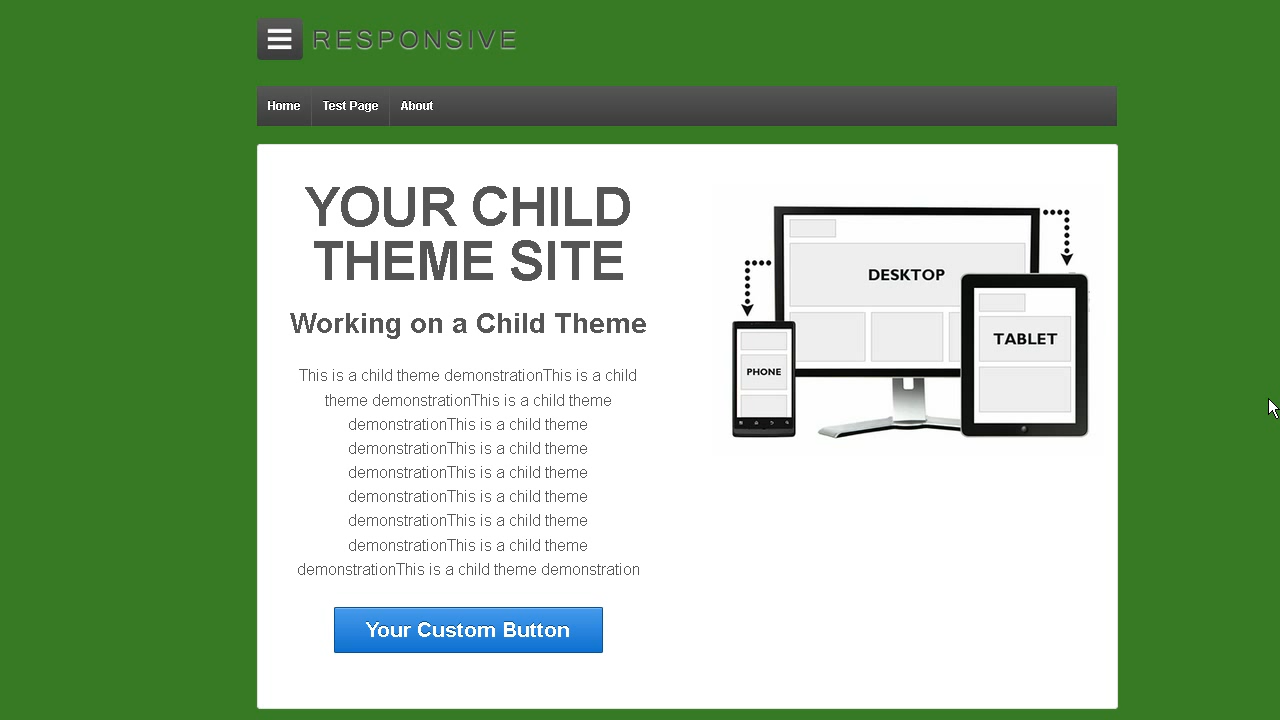 RESPONSIVE
Home Test Page About
YOUR CHILD
THEME SITE
Working on a Child Theme
This is a child theme demonstrationThis is a child
theme demonstrationThis is a child theme
demonstrationThis is a child theme
demonstrationThis is a child theme
demonstrationThis is a child theme
demonstrationThis is a child theme
demonstrationThis is a child theme
demonstrationThis is a child theme
demonstrationThis is a child theme demonstration
Your Custom Button
DESKTOP
TABLET
PHONE